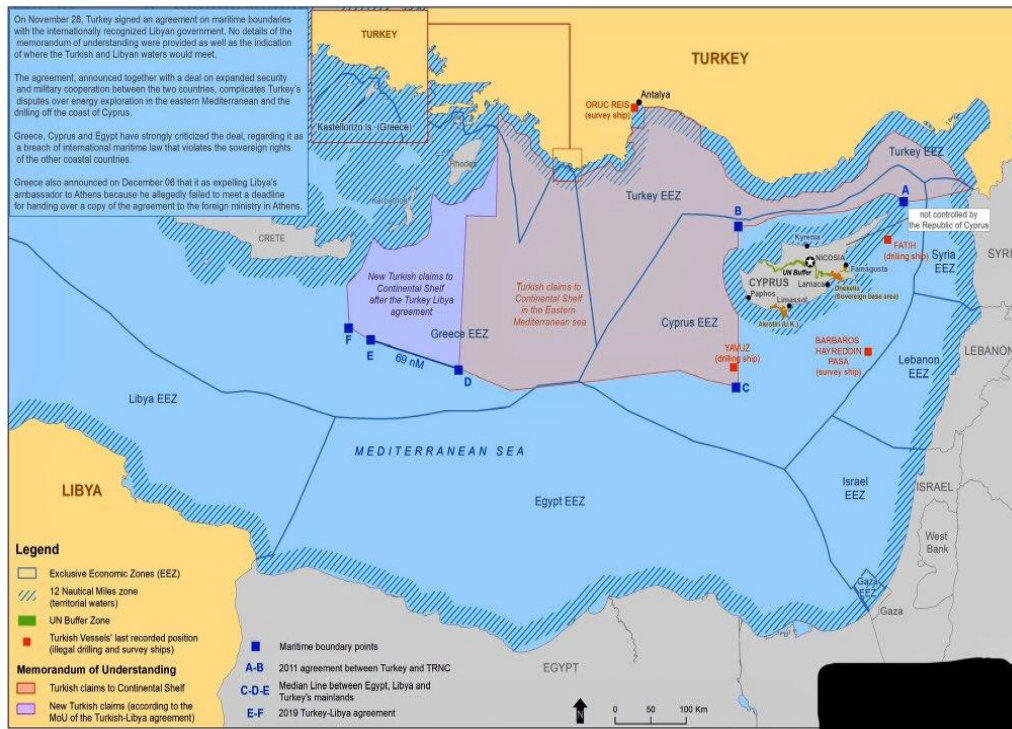 On November 28, Turkey signed an agreement on maritime boundaries
with the internationally recognized Libyan government. No details of the
memorandum of understanding were provided as well as the indication
of where the Turkish and Libyan waters would meet.
The agreement, announced together with a deal on expanded security
and military cooperation between the two countries, complicates Turkey's
disputes over energy exploration in the eastern Mediterranean and the
drilling off the coast of Cyprus.
Greece, Cyprus and Egypt have strongly criticized the deal, regarding it as
a breach of international maritime law that violates the sovereign rights
of the other coastal countries.
Greece also announced on December 06 that it as expelling Libya's
ambassador to Athens because he allegedly failed to meet a deadline
for handing over a copy of the agreement to the foreign ministry in Athens.
TURKEY
Kastellorizo Is. (Greece)
TURKEY
Antalya
ORUC REIS
(survey ship)
Rhodes
CRETE
Turkey EEZ
Turkey EEZ
A
B
not controlled by
the Republic of Cyprus
Kyrenia
NICOSIA
UN Buffer
Famagusta
CYPRUS
Larnaca
Dhekelia
(Sovereign base area)
Paphos
Limassol
Akrotiri (U.K.)
FATIH
(drilling ship)
Syria
EEZ
SYRI
New Turkish claims to
Continental Shelf
after the Turkey Libya
agreement
Turkish claims to
Continental Shelf
in the Eastern
Mediterranean sea
Greece EEZ
Cyprus EEZ
F
E
69 nM
D
YAVUZ
(drilling ship)
C
BARBAROS
HAYREDDIN
PASA
(survey ship)
Lebanon
EEZ
LEBANON
Libya EEZ
MEDITERRANEAN SEA
Egypt EEZ
Israel
EEZ
ISRAEL
West
Bank
Gaza
EEZ
Gaza
LIBYA
EGYPT
Legend
Exclusive Economic Zones (EEZ)
12 Nautical Miles zone
(territorial waters)
UN Buffer Zone
Turkish Vessels' last recorded position
(illegal drilling and survey ships)
Memorandum of Understanding
Turkish claims to Continental Shelf
New Turkish claims (according to the
MoU of the Turkish-Libya agreement)
Maritime boundary points
A-B 2011 agreement between Turkey and TRNC
C-D-E Median Line between Egypt, Libya and
Turkey's mainlands
E-F 2019 Turkey-Libya agreement
N
0 50 100 Km